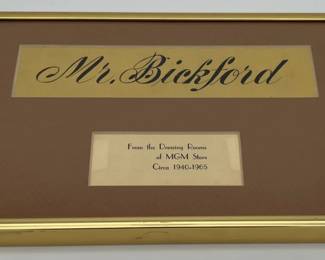 Mr. Bickford
From the Dressing Rooms
of MGM Stars
Circa 1940-1965